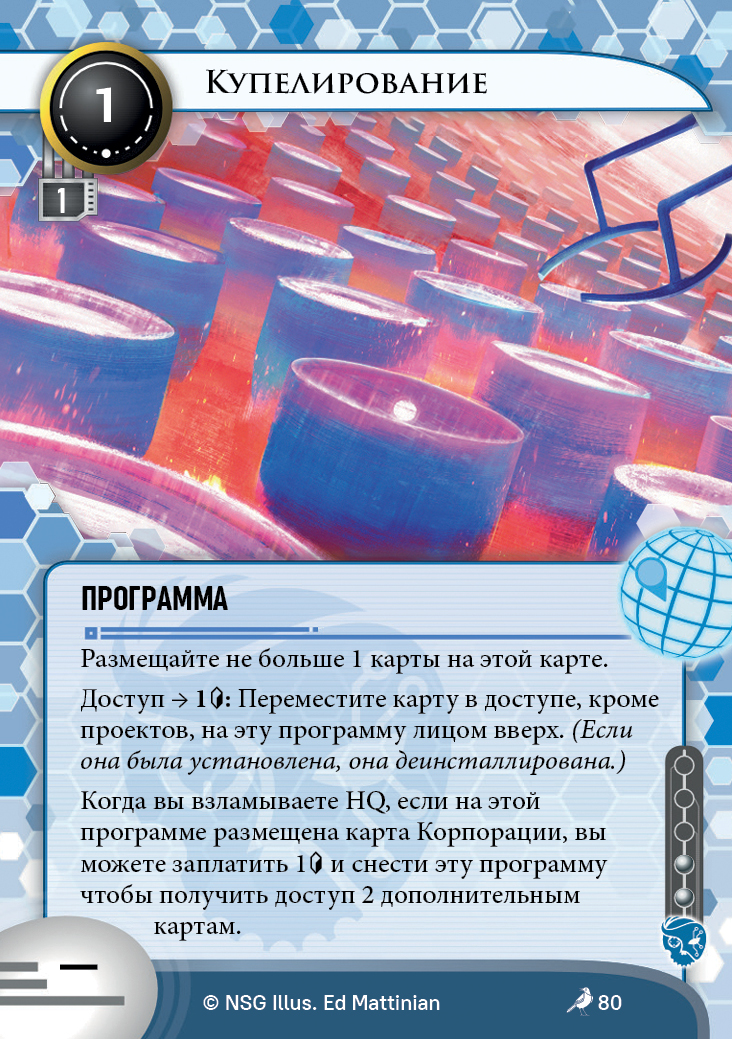 1
Купелирование
1
ПРОГРАММА
Размещайте не больше 1 карты на этой карте.
Доступ → 1: Переместите карту в доступе, кроме
проектов, на эту программу лицом вверх. (Если
она была установлена, она деинсталлирована.)
Когда вы взламываете HQ, если на этой
программе размещена карта Корпорации, вы
можете заплатить 1 и снести эту программу
чтобы получить доступ 2 дополнительным
картам.
© NSG Illus. Ed Mattinian
80